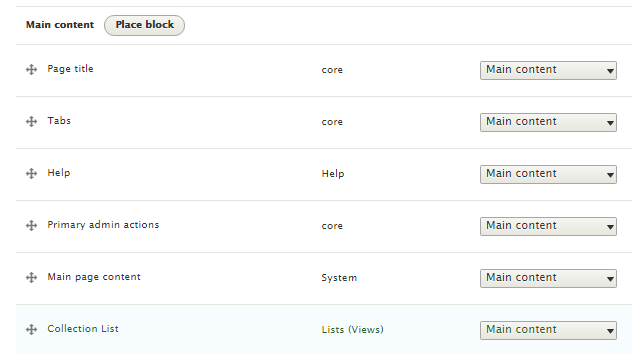 Main content Place block
Page title core Main content
Tabs core Main content
Help Help Main content
Primary admin actions core Main content
Main page content System Main content
Collection List Lists (Views) Main content